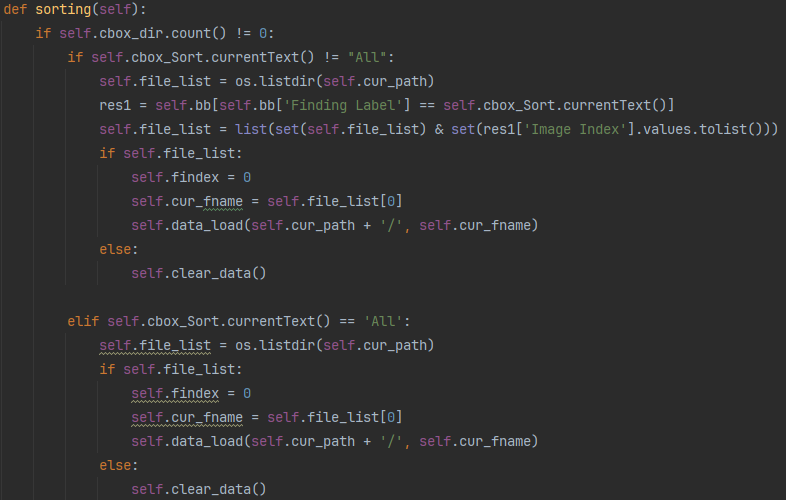 def sorting(self):
    if self.cbox_dir.count() != 0:
        if self.cbox_Sort.currentText() != "All":
            self.file_list = os.listdir(self.cur_path)
            res1 = self.bb[self.bb['Finding Label'] == self.cbox_Sort.currentText()]
            self.file_list = list(set(self.file_list) & set(res1['Image Index'].values.tolist()))
            if self.file_list:
                self.findex = 0
                self.cur_fname = self.file_list[0]
                self.data_load(self.cur_path + '/', self.cur_fname)
            else:
                self.clear_data()

        elif self.cbox_Sort.currentText() == 'All':
            self.file_list = os.listdir(self.cur_path)
            if self.file_list:
                self.findex = 0
                self.cur_fname = self.file_list[0]
                self.data_load(self.cur_path + '/', self.cur_fname)
            else:
                self.clear_data()